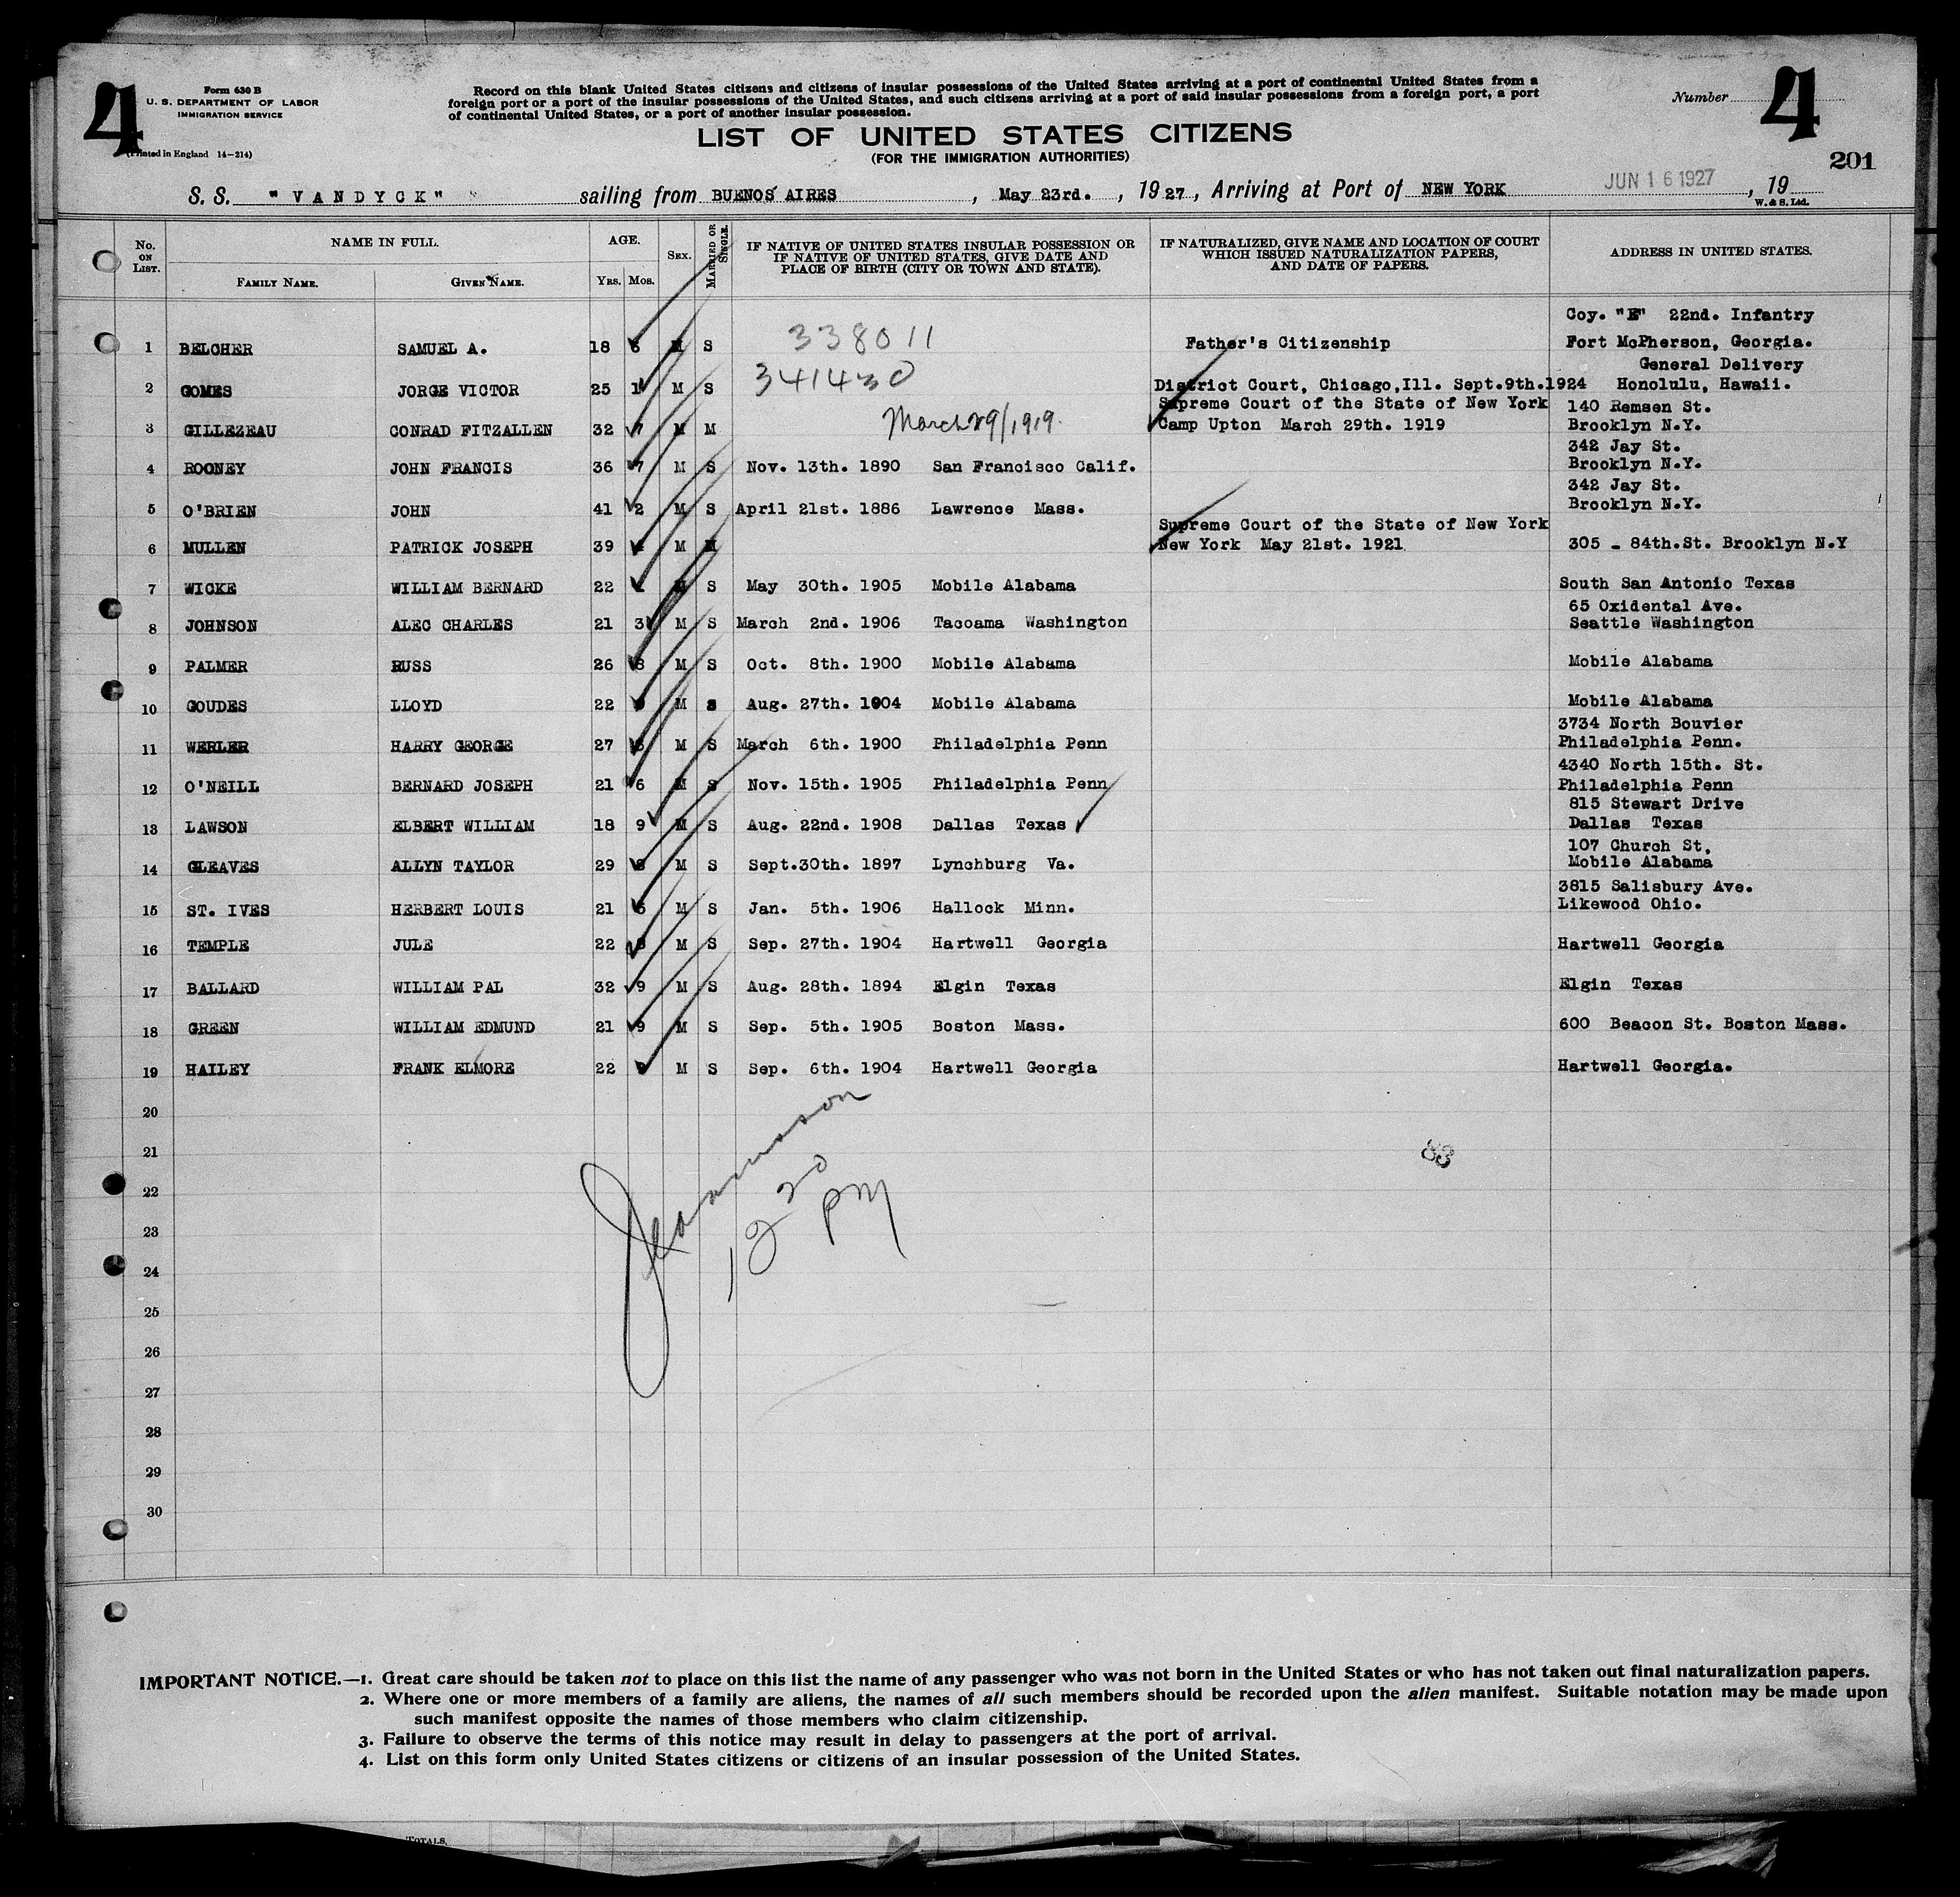 4
Form 630 B
U. S. DEPARTMENT OF LABOR
IMMIGRATION SERVICE
(Printed in England 14—214)
Record on this blank United States citizens and citizens of insular possessions of the United States arriving at a port of continental United States from a
foreign port or a port of the insular possessions of the United States, and such citizens arriving at a port of said insular possessions from a foreign port, a port
of continental United States, or a port of another insular possession.
LIST OF UNITED STATES CITIZENS
(FOR THE IMMIGRATION AUTHORITIES)
Number 4
201
S. S. "VANDYCK" sailing from BUENOS AIRES, May 23rd., 1927, Arriving at Port of NEW YORK JUN 16 1927, 19
W. & S. Ltd.
No. ON LIST.
NAME IN FULL.
FAMILY NAME. GIVEN NAME.
AGE.
YRS. MOS.
SEX.
MARRIED OR SINGLE.
IF NATIVE OF UNITED STATES INSULAR POSSESSION OR
IF NATIVE OF UNITED STATES, GIVE DATE AND
PLACE OF BIRTH (CITY OR TOWN AND STATE).
IF NATURALIZED, GIVE NAME AND LOCATION OF COURT
WHICH ISSUED NATURALIZATION PAPERS,
AND DATE OF PAPERS.
ADDRESS IN UNITED STATES.
Coy. "E" 22nd. Infantry
1 BELCHER SAMUEL A. 18 6 M S 338011 Father's Citizenship Fort McPherson, Georgia.
General Delivery
2 GOMES JORGE VICTOR 25 1 M S 341430 District Court, Chicago,Ill. Sept.9th.1924 Honolulu, Hawaii.
Supreme Court of the State of New York 140 Remsen St.
3 GILLEZEAU CONRAD FITZALLEN 32 7 M M March 29/1919. Camp Upton March 29th. 1919 Brooklyn N.Y.
342 Jay St.
4 ROONEY JOHN FRANCIS 36 7 M S Nov. 13th. 1890 San Francisco Calif. Brooklyn N.Y.
342 Jay St.
5 O'BRIEN JOHN 41 2 M S April 21st. 1886 Lawrence Mass. Brooklyn N.Y.
Supreme Court of the State of New York
6 MULLEN PATRICK JOSEPH 39 M M New York May 21st. 1921 305 - 84th.St. Brooklyn N.Y
7 WICKE WILLIAM BERNARD 22 M S May 30th. 1905 Mobile Alabama South San Antonio Texas
65 Oxidental Ave.
8 JOHNSON ALEC CHARLES 21 3 M S March 2nd. 1906 Tacoama Washington Seattle Washington
9 PALMER RUSS 26 8 M S Oct. 8th. 1900 Mobile Alabama Mobile Alabama
10 GOUDES LLOYD 22 M S Aug. 27th. 1904 Mobile Alabama Mobile Alabama
3734 North Bouvier
11 WERLER HARRY GEORGE 27 M S March 6th. 1900 Philadelphia Penn Philadelphia Penn.
4340 North 15th. St.
12 O'NEILL BERNARD JOSEPH 21 6 M S Nov. 15th. 1905 Philadelphia Penn Philadelphia Penn
815 Stewart Drive
13 LAWSON ELBERT WILLIAM 18 9 M S Aug. 22nd. 1908 Dallas Texas Dallas Texas
107 Church St,
14 GLEAVES ALLYN TAYLOR 29 8 M S Sept.30th. 1897 Lynchburg Va. Mobile Alabama
3815 Salisbury Ave.
15 ST. IVES HERBERT LOUIS 21 M S Jan. 5th. 1906 Hallock Minn. Likewood Ohio.
16 TEMPLE JULE 22 8 M S Sep. 27th. 1904 Hartwell Georgia Hartwell Georgia
17 BALLARD WILLIAM PAL 32 9 M S Aug. 28th. 1894 Elgin Texas Elgin Texas
18 GREEN WILLIAM EDMUND 21 9 M S Sep. 5th. 1905 Boston Mass. 600 Beacon St. Boston Mass.
19 HAILEY FRANK ELMORE 22 M S Sep. 6th. 1904 Hartwell Georgia Hartwell Georgia.
20
21
83
22
12 20 PM
23
24
25
26
27
28
29
30
IMPORTANT NOTICE.—1. Great care should be taken not to place on this list the name of any passenger who was not born in the United States or who has not taken out final naturalization papers.
2. Where one or more members of a family are aliens, the names of all such members should be recorded upon the alien manifest. Suitable notation may be made upon
such manifest opposite the names of those members who claim citizenship.
3. Failure to observe the terms of this notice may result in delay to passengers at the port of arrival.
4. List on this form only United States citizens or citizens of an insular possession of the United States.
TOTALS,